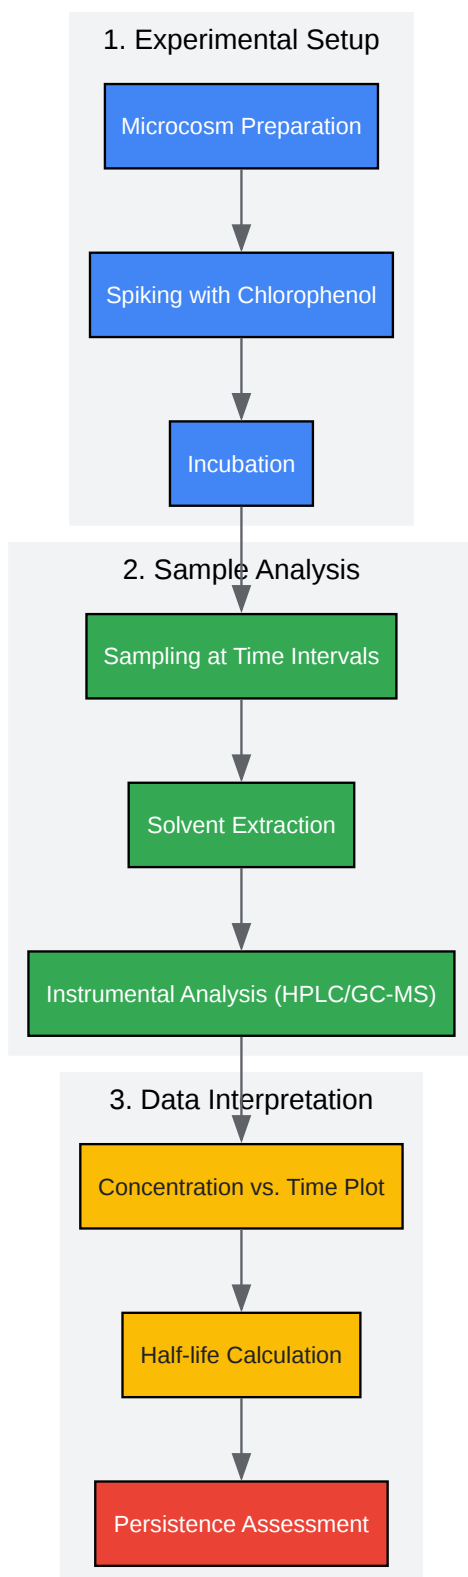 1. Experimental Setup
Microcosm Preparation
Spiking with Chlorophenol
Incubation
2. Sample Analysis
Sampling at Time Intervals
Solvent Extraction
Instrumental Analysis (HPLC/GC-MS)
3. Data Interpretation
Concentration vs. Time Plot
Half-life Calculation
Persistence Assessment